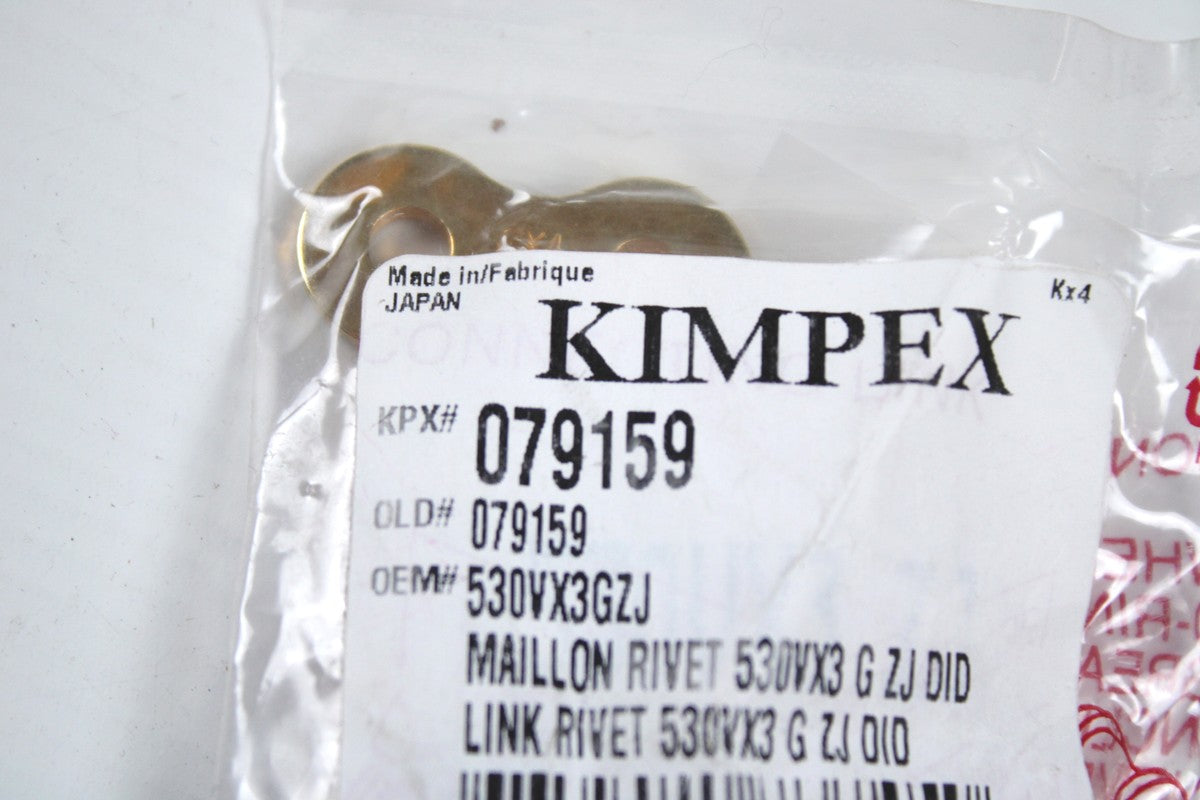 Made in/Fabrique
JAPAN
Kx4
KIMPEX
KPX# 079159
OLD# 079159
OEM# 530VX3GZJ
MAILLON RIVET 530VX3 G ZJ DID
LINK RIVET 530VX3 G ZJ DID